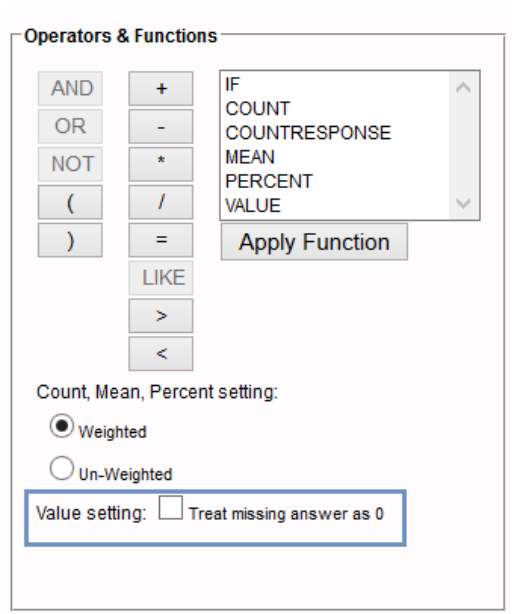 Operators & Functions
AND
+
OR
-
NOT
*
(
/
)
=
LIKE
>
<
IF
COUNT
COUNTRESPONSE
MEAN
PERCENT
VALUE
Apply Function
Count, Mean, Percent setting:
Weighted
Un-Weighted
Value setting: Treat missing answer as 0